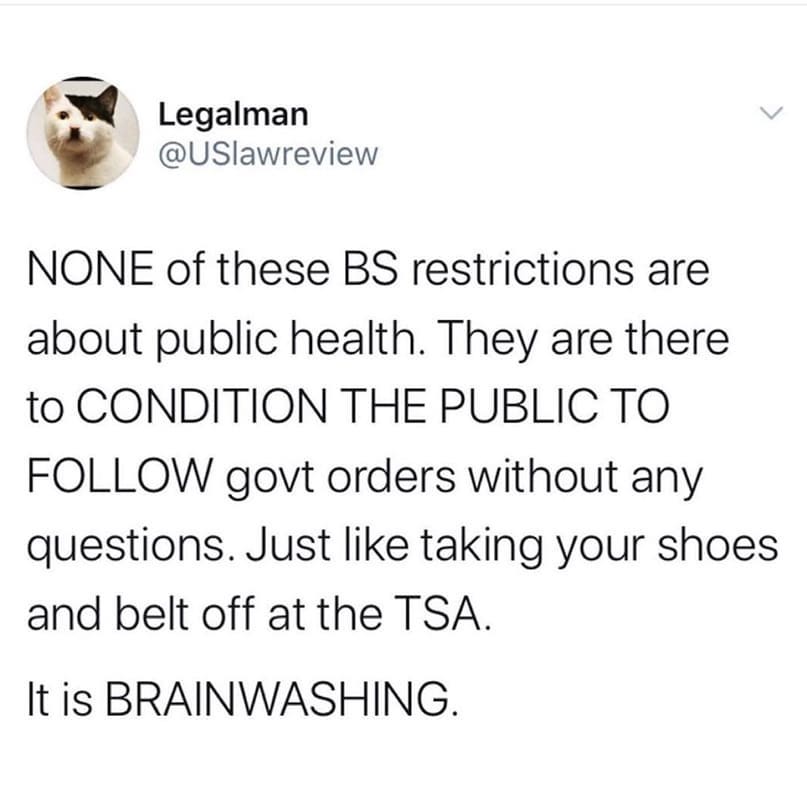 Legalman
@USlawreview
NONE of these BS restrictions are
about public health. They are there
to CONDITION THE PUBLIC TO
FOLLOW govt orders without any
questions. Just like taking your shoes
and belt off at the TSA.
It is BRAINWASHING.